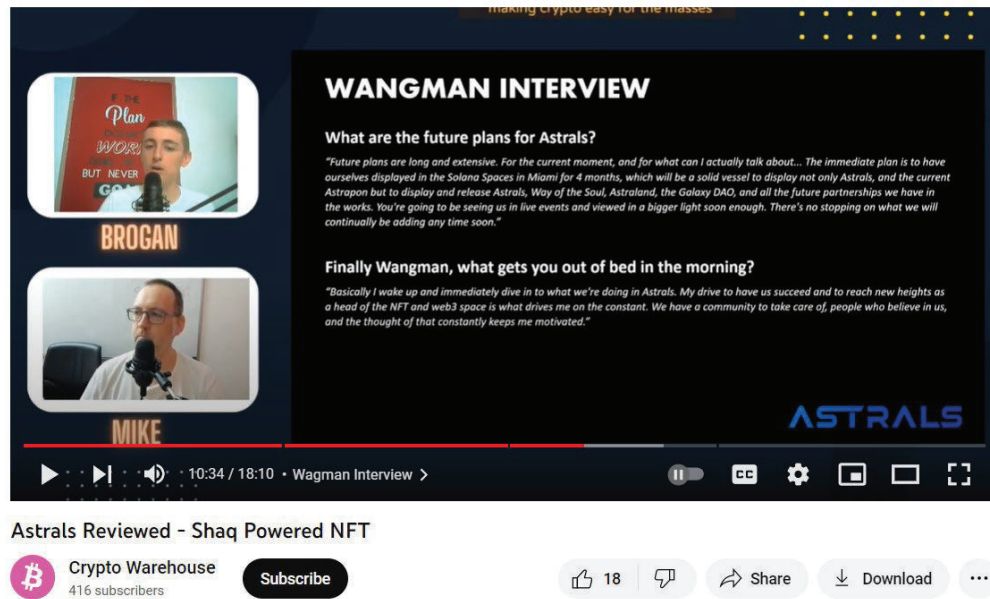 making crypto easy for the masses
WANGMAN INTERVIEW
IF THE
Plan
WORK
BUT NEVER
What are the future plans for Astrals?
"Future plans are long and extensive. For the current moment, and for what can I actually talk about... The immediate plan is to have
ourselves displayed in the Solana Spaces in Miami for 4 months, which will be a solid vessel to display not only Astrals, and the current
Astrapon but to display and release Astrals, Way of the Soul, Astraland, the Galaxy DAO, and all the future partnerships we have in
the works. You're going to be seeing us in live events and viewed in a bigger light soon enough. There's no stopping on what we will
continually be adding any time soon."
BROGAN
Finally Wangman, what gets you out of bed in the morning?
"Basically I wake up and immediately dive in to what we're doing in Astrals. My drive to have us succeed and to reach new heights as
a head of the NFT and web3 space is what drives me on the constant. We have a community to take care of, people who believe in us,
and the thought of that constantly keeps me motivated."
MIKE
ASTRALS
10:34 / 18:10 • Wagman Interview >
CC
Astrals Reviewed - Shaq Powered NFT
Crypto Warehouse
416 subscribers
Subscribe
18
Share
Download